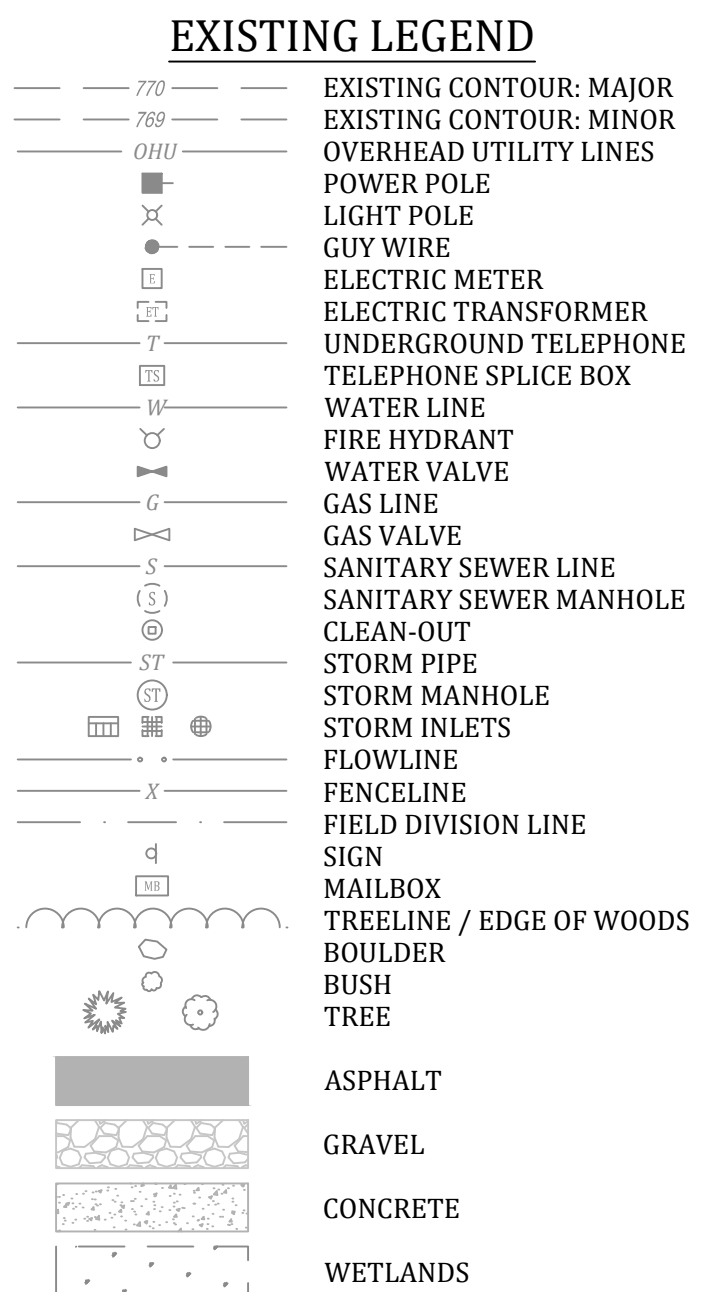 EXISTING LEGEND
770 EXISTING CONTOUR: MAJOR
769 EXISTING CONTOUR: MINOR
OHU OVERHEAD UTILITY LINES
POWER POLE
LIGHT POLE
GUY WIRE
E ELECTRIC METER
ET ELECTRIC TRANSFORMER
T UNDERGROUND TELEPHONE
TS TELEPHONE SPLICE BOX
W WATER LINE
FIRE HYDRANT
WATER VALVE
G GAS LINE
GAS VALVE
S SANITARY SEWER LINE
S SANITARY SEWER MANHOLE
CLEAN-OUT
ST STORM PIPE
ST STORM MANHOLE
STORM INLETS
FLOWLINE
X FENCELINE
FIELD DIVISION LINE
SIGN
MB MAILBOX
TREELINE / EDGE OF WOODS
BOULDER
BUSH
TREE
ASPHALT
GRAVEL
CONCRETE
WETLANDS